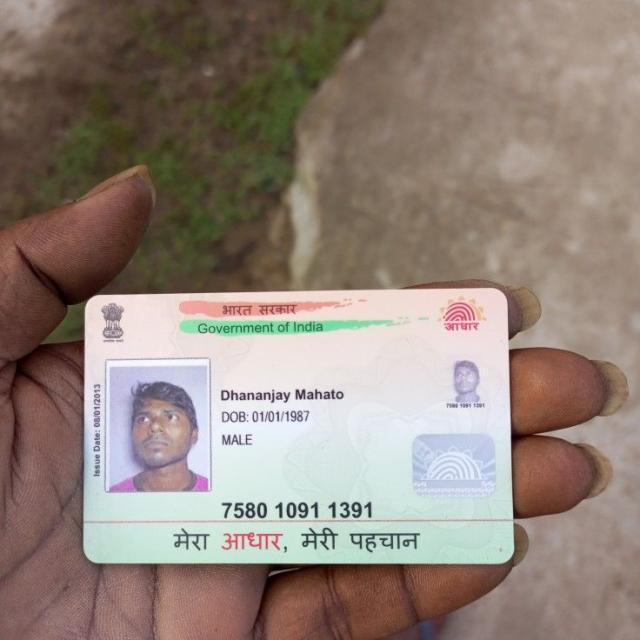 भारत सरकार
Government of India
आधार
Issue Date: 08/01/2013
Dhananjay Mahato
DOB: 01/01/1987
MALE
7580 1091 1391
7580 1091 1391
मेरा आधार, मेरी पहचान